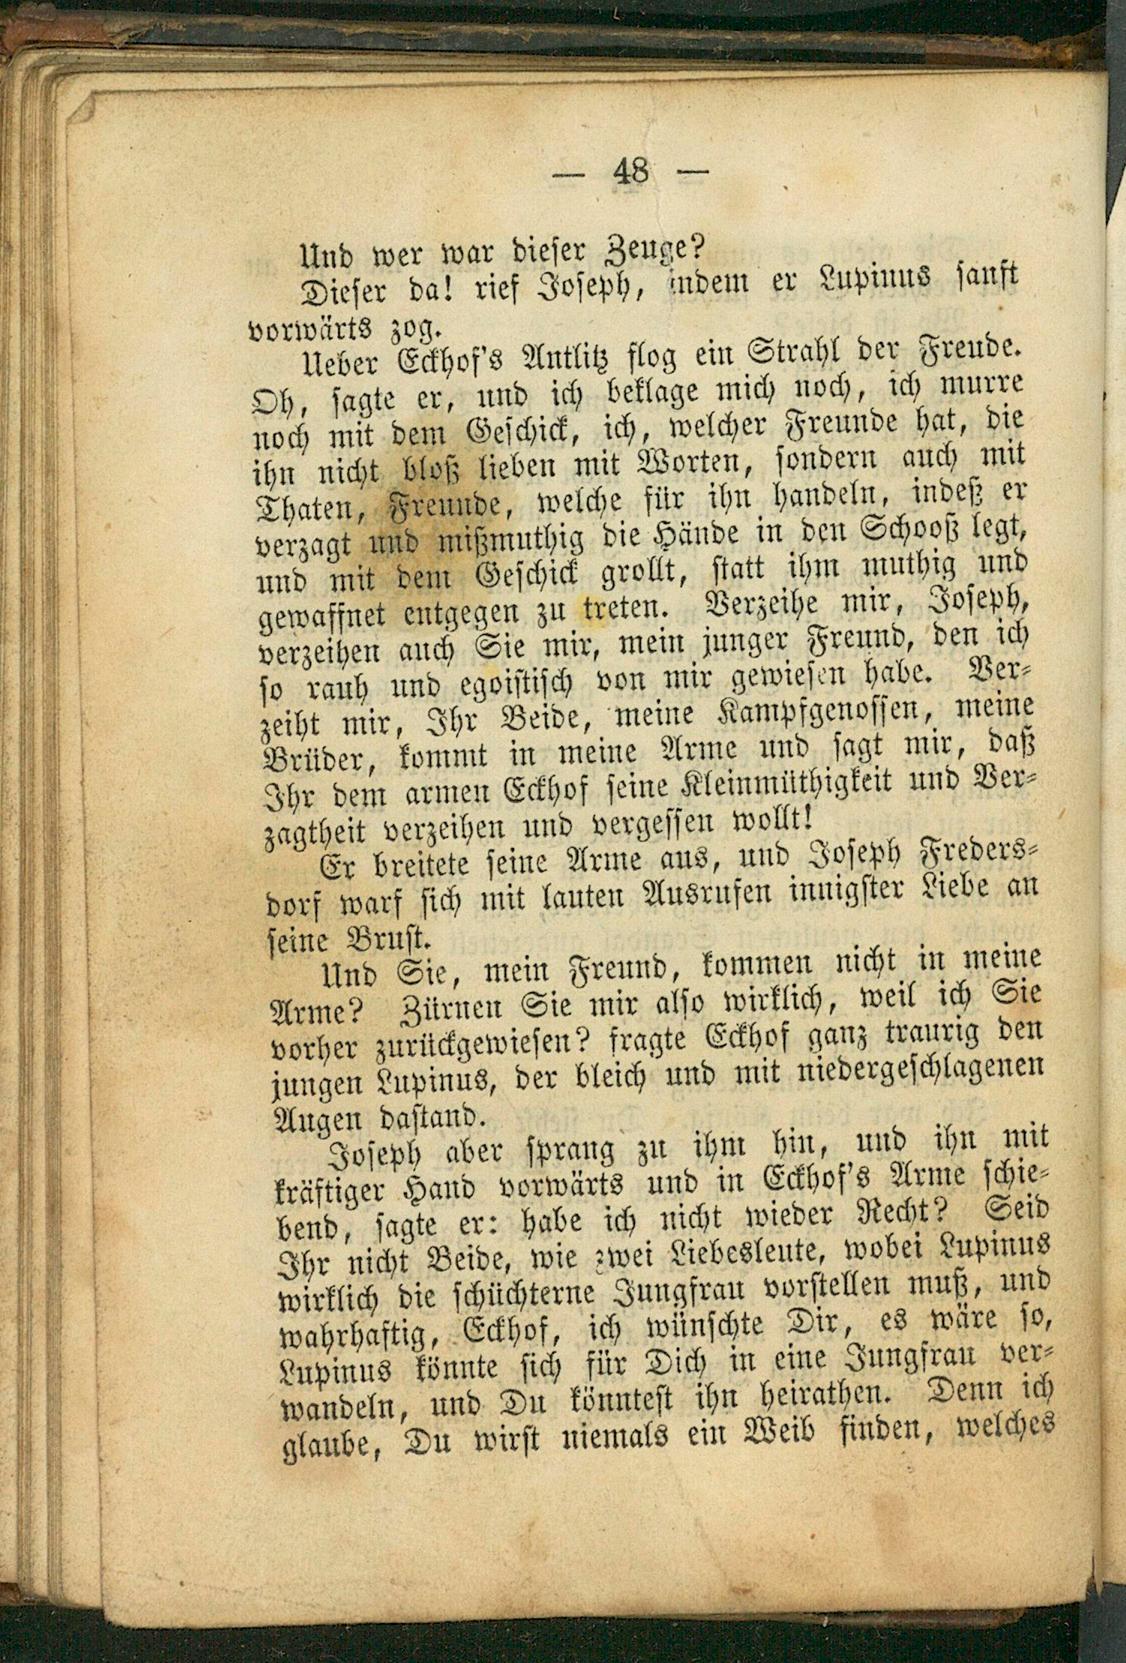 — 48 —
Und wer war dieser Zeuge?
Dieser da! rief Joseph, indem er Lupinus sanft
vorwärts zog.
Ueber Eckhof's Antlitz flog ein Strahl der Freude.
Oh, sagte er, und ich beklage mich noch, ich murre
noch mit dem Geschick, ich, welcher Freunde hat, die
ihn nicht bloß lieben mit Worten, sondern auch mit
Thaten, Freunde, welche für ihn handeln, indeß er
verzagt und mißmuthig die Hände in den Schooß legt,
und mit dem Geschick grollt, statt ihm muthig und
gewaffnet entgegen zu treten. Verzeihe mir, Joseph,
verzeihen auch Sie mir, mein junger Freund, den ich
so rauh und egoistisch von mir gewiesen habe. Ver-
zeiht mir, Ihr Beide, meine Kampfgenossen, meine
Brüder, kommt in meine Arme und sagt mir, daß
Ihr dem armen Eckhof seine Kleinmüthigkeit und Ver-
zagtheit verzeihen und vergessen wollt!
Er breitete seine Arme aus, und Joseph Freders-
dorf warf sich mit lauten Ausrufen innigster Liebe an
seine Brust.
Und Sie, mein Freund, kommen nicht in meine
Arme? Zürnen Sie mir also wirklich, weil ich Sie
vorher zurückgewiesen? fragte Eckhof ganz traurig den
jungen Lupinus, der bleich und mit niedergeschlagenen
Augen dastand.
Joseph aber sprang zu ihm hin, und ihn mit
kräftiger Hand vorwärts und in Eckhof's Arme schie-
bend, sagte er: habe ich nicht wieder Recht? Seid
Ihr nicht Beide, wie zwei Liebesleute, wobei Lupinus
wirklich die schüchterne Jungfrau vorstellen muß, und
wahrhaftig, Eckhof, ich wünschte Dir, es wäre so,
Lupinus könnte sich für Dich in eine Jungfrau ver-
wandeln, und Du könntest ihn heirathen. Denn ich
glaube, Du wirst niemals ein Weib finden, welches